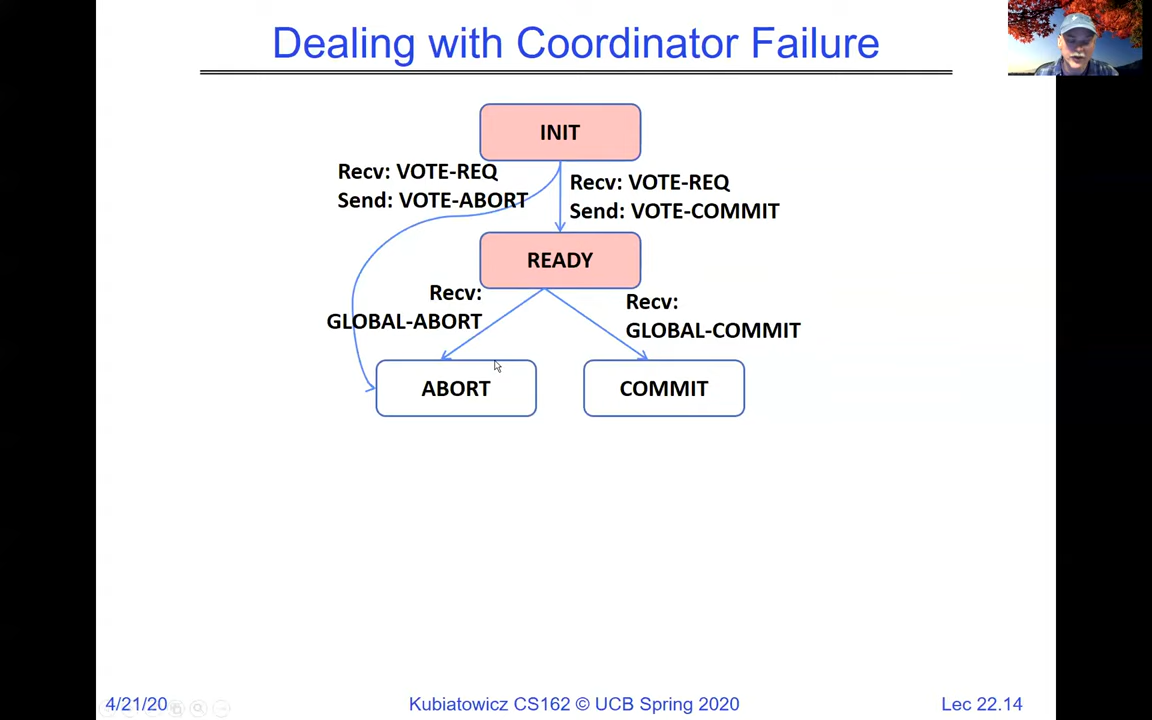 Dealing with Coordinator Failure
INIT
Recv: VOTE-REQ
Send: VOTE-ABORT
Recv: VOTE-REQ
Send: VOTE-COMMIT
READY
Recv:
GLOBAL-ABORT
Recv:
GLOBAL-COMMIT
ABORT
COMMIT
4/21/20
Kubiatowicz CS162 © UCB Spring 2020
Lec 22.14